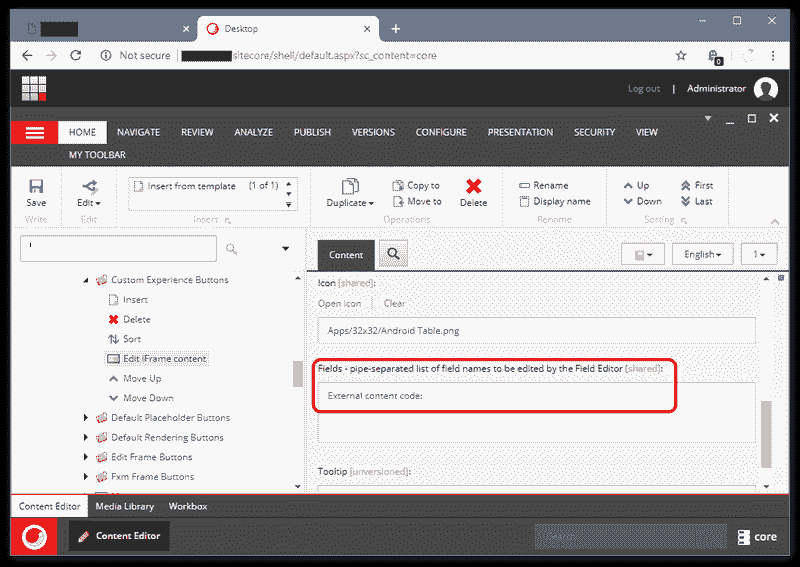 Desktop
Not secure
sitecore/shell/default.aspx?sc_content=core
0
Log out | Administrator
HOME NAVIGATE REVIEW ANALYZE PUBLISH VERSIONS CONFIGURE PRESENTATION SECURITY VIEW
MY TOOLBAR
Save
Write
Edit
Edit
Insert from template (1 of 1)
Insert
Duplicate
Copy to
Move to
Delete
Operations
Rename
Display name
Rename
Up First
Down Last
Sorting
Content
English
1
Custom Experience Buttons
Insert
Delete
Sort
Edit iFrame content
Move Up
Move Down
Default Placeholder Buttons
Default Rendering Buttons
Edit Frame Buttons
Fxm Frame Buttons
Icon [shared]:
Open Icon Clear
Apps/32x32/Android Table.png
Fields - pipe-separated list of field names to be edited by the Field Editor [shared]:
External content code:
Tooltip [unversioned]:
Content Editor Media Library Workbox
Content Editor
Search
core